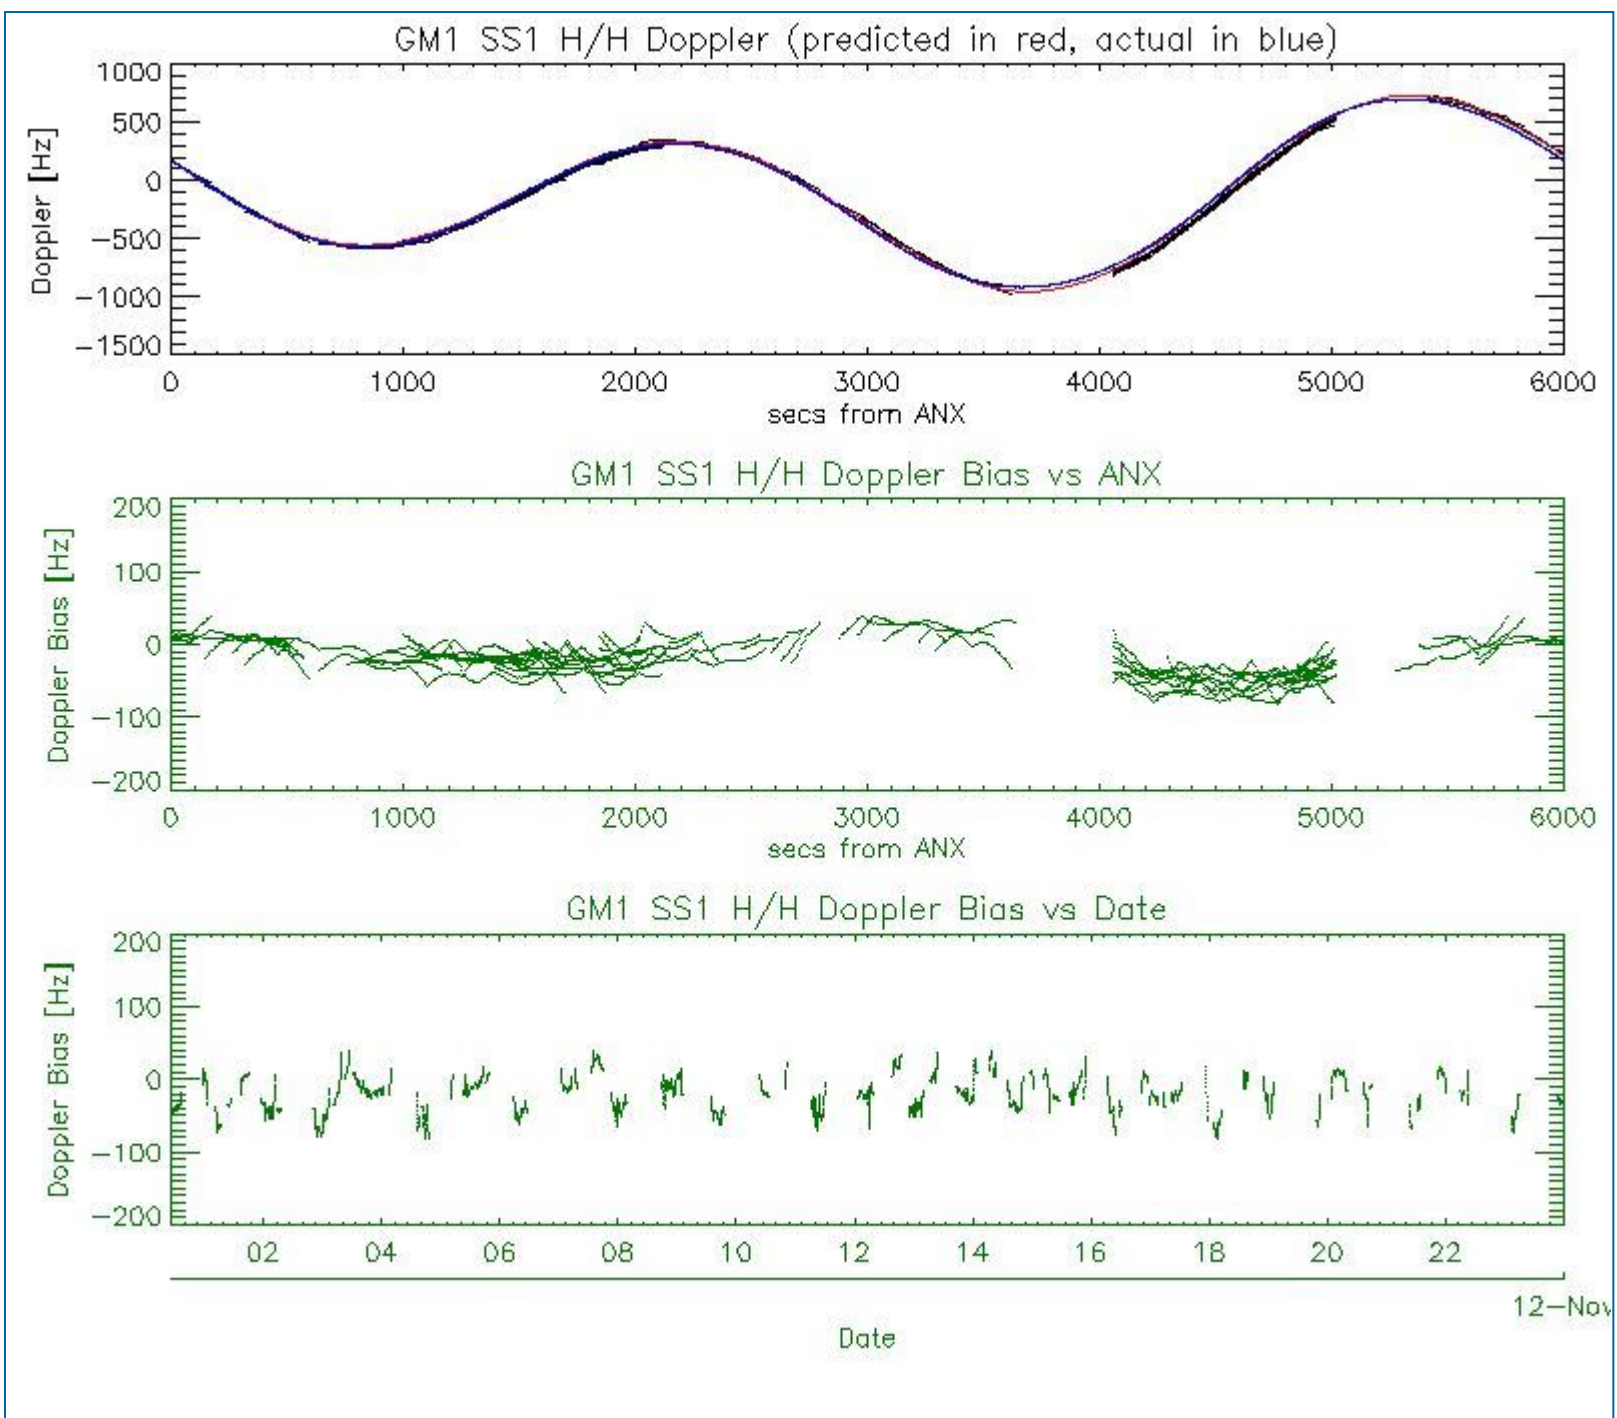 GM1 SS1 H/H Doppler (predicted in red, actual in blue)
1000
500
0
−500
−1000
−1500
Doppler [Hz]
0 1000 2000 3000 4000 5000 6000
secs from ANX
GM1 SS1 H/H Doppler Bias vs ANX
200
100
0
−100
−200
Doppler Bias [Hz]
0 1000 2000 3000 4000 5000 6000
secs from ANX
GM1 SS1 H/H Doppler Bias vs Date
200
100
0
−100
−200
Doppler Bias [Hz]
02 04 06 08 10 12 14 16 18 20 22
12−Nov
Date